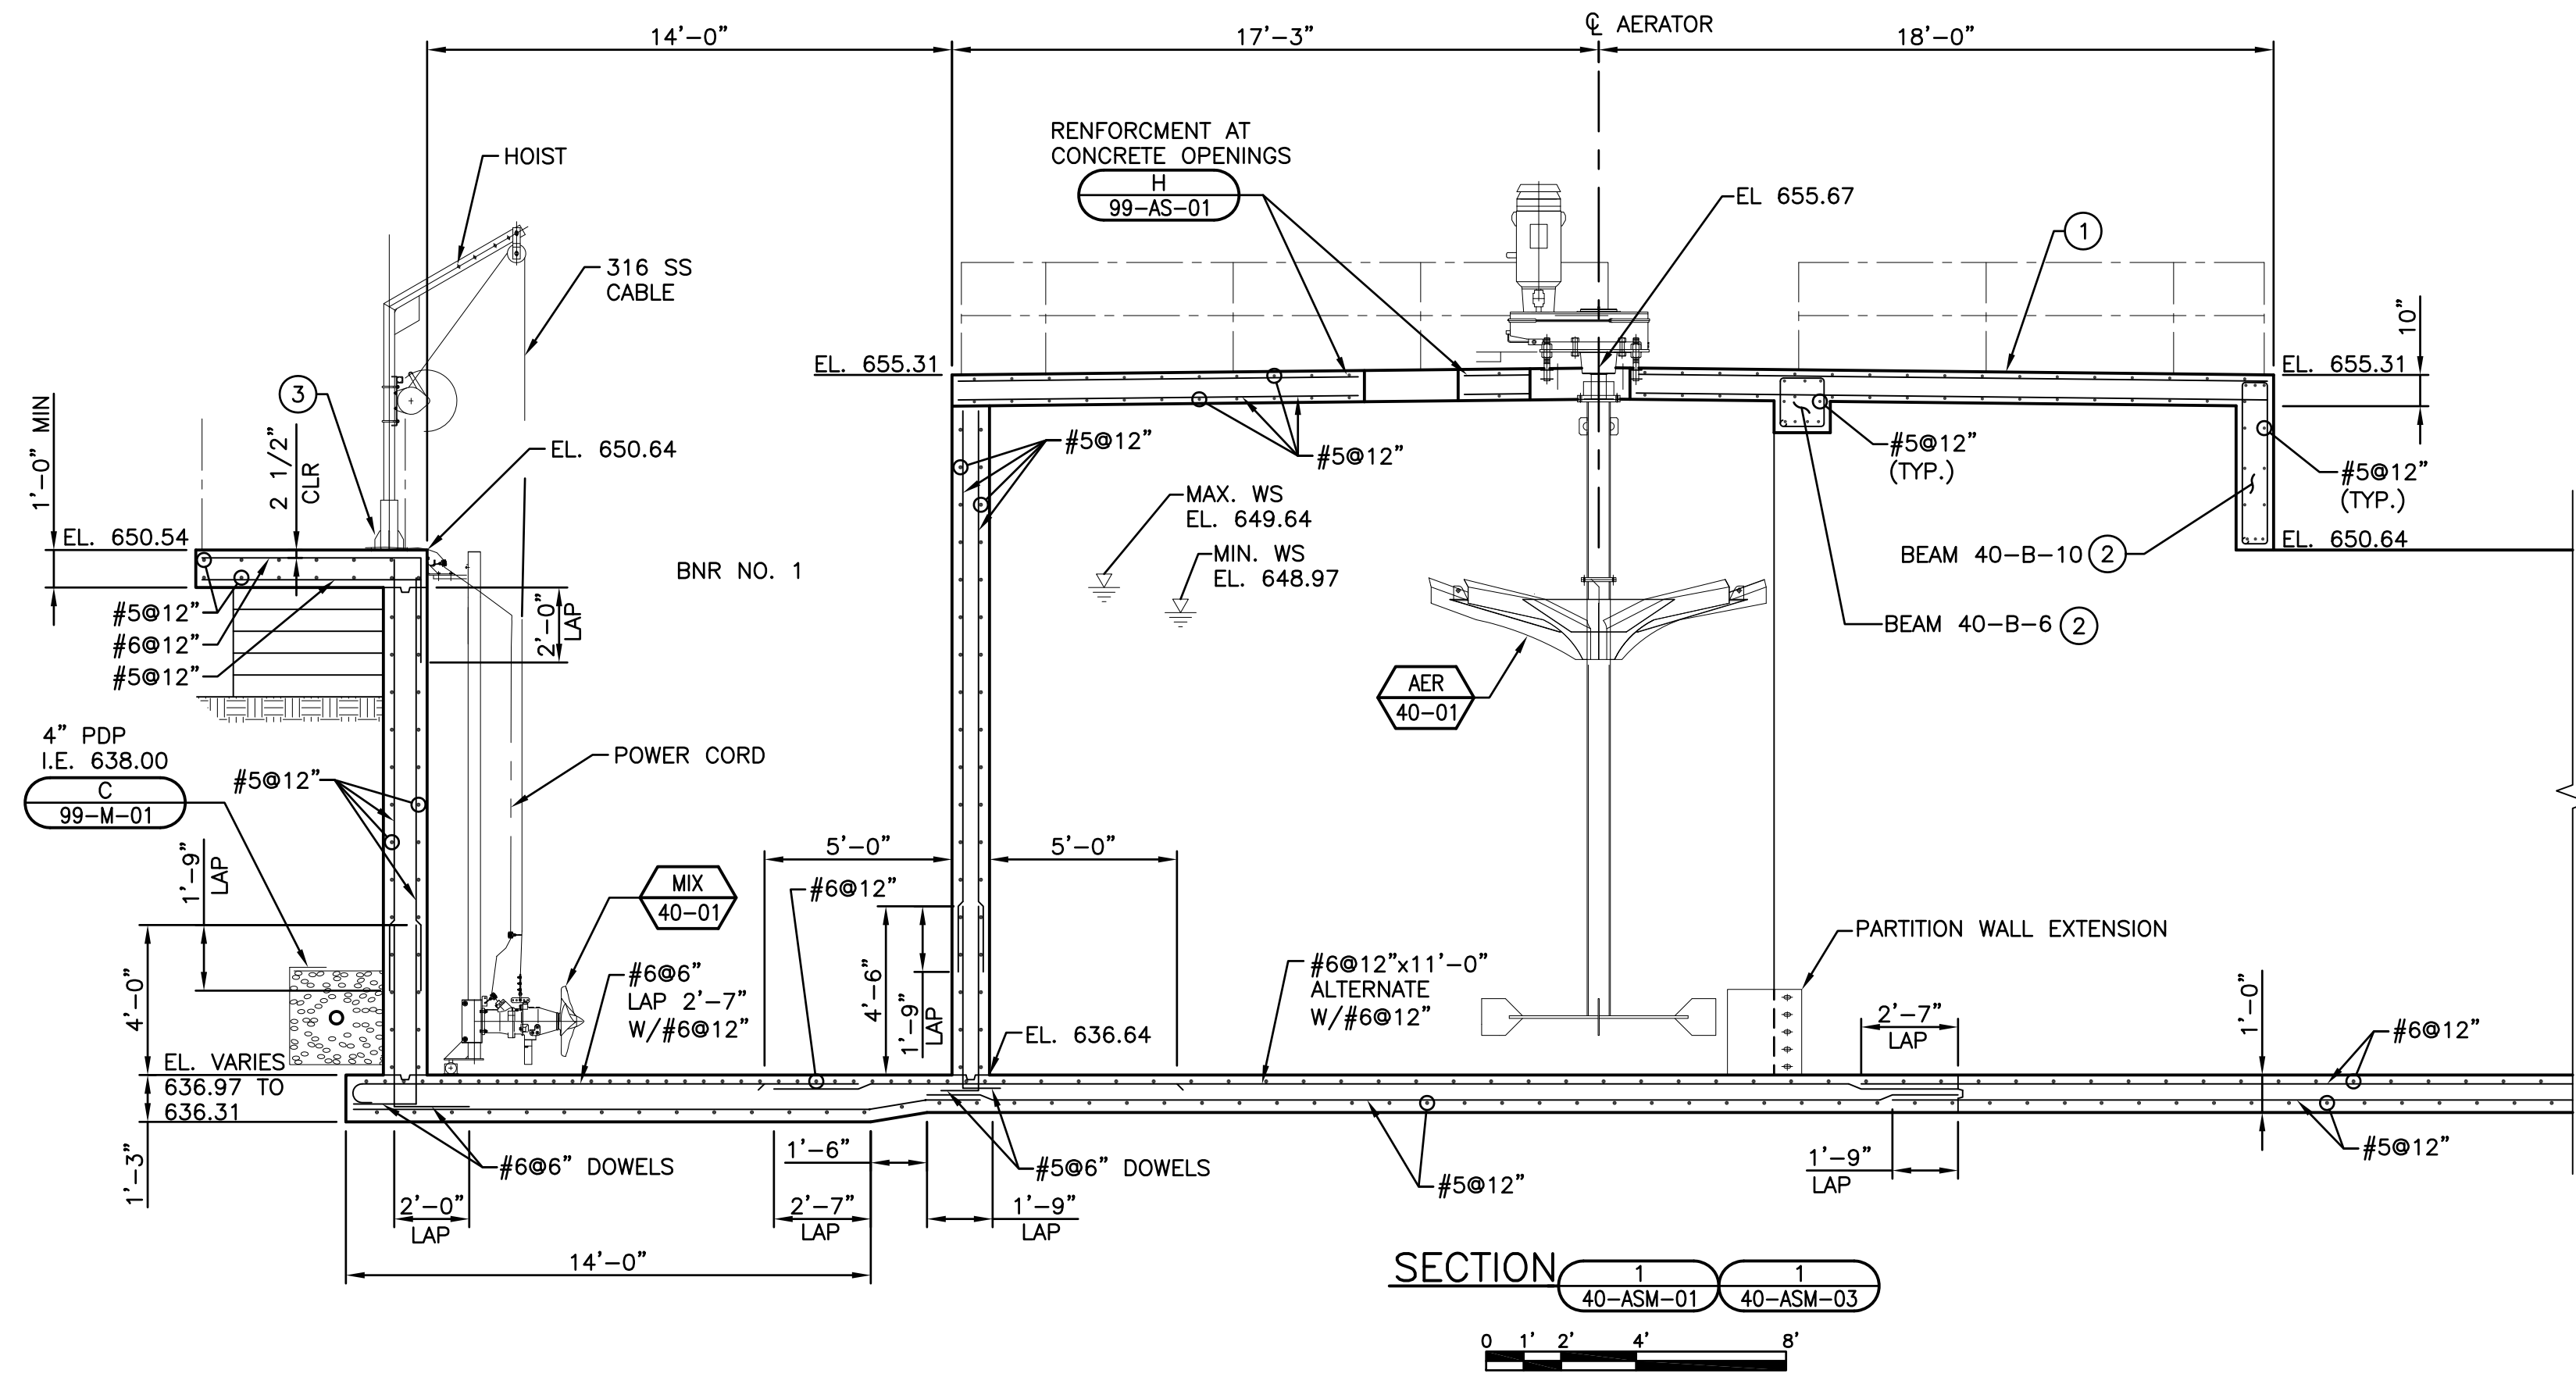 ℄ AERATOR
14'-0"
17'-3"
18'-0"
RENFORCMENT AT
CONCRETE OPENINGS
H
99-AS-01
HOIST
EL 655.67
1
316 SS
CABLE
10"
EL. 655.31
EL. 655.31
3
1'-0" MIN
2 1/2"
CLR
EL. 650.64
#5@12"
#5@12"
#5@12"
(TYP.)
#5@12"
(TYP.)
MAX. WS
EL. 649.64
EL. 650.54
BEAM 40-B-10 2
EL. 650.64
MIN. WS
EL. 648.97
BNR NO. 1
#5@12"
#6@12"
#5@12"
2'-0"
LAP
BEAM 40-B-6 2
AER
40-01
4" PDP
I.E. 638.00
C
99-M-01
#5@12"
POWER CORD
1'-9"
LAP
5'-0"
5'-0"
MIX
40-01
#6@12"
PARTITION WALL EXTENSION
4'-0"
#6@6"
LAP 2'-7"
W/#6@12"
4'-6"
1'-9"
LAP
#6@12"x11'-0"
ALTERNATE
W/#6@12"
EL. 636.64
2'-7"
LAP
1'-0"
#6@12"
EL. VARIES
636.97 TO
636.31
1'-3"
#6@6" DOWELS
1'-6"
#5@6" DOWELS
#5@12"
1'-9"
LAP
#5@12"
2'-0"
LAP
2'-7"
LAP
1'-9"
LAP
14'-0"
SECTION
1
40-ASM-01
1
40-ASM-03
0 1' 2' 4' 8'